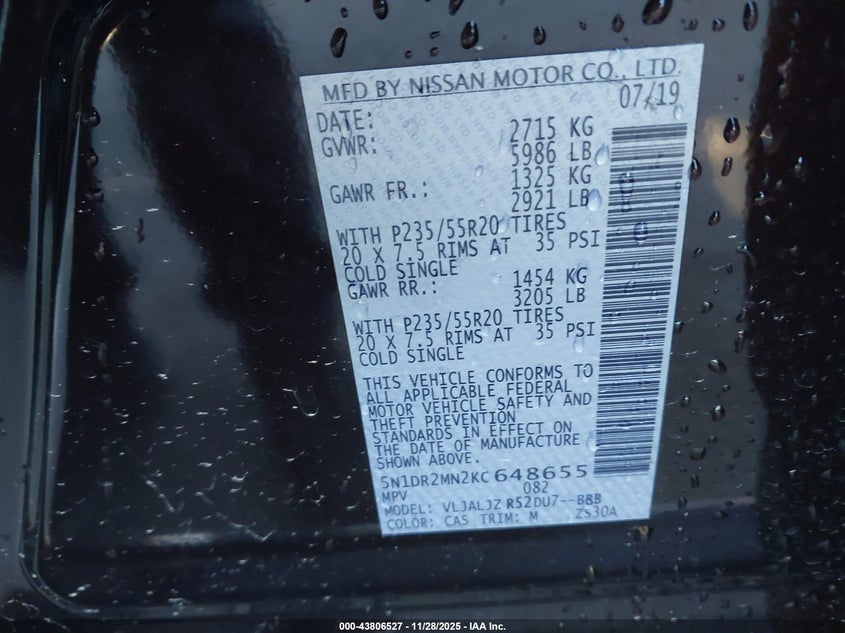 MFD BY NISSAN MOTOR CO., LTD.
DATE: 07/19
GVWR: 2715 KG
5986 LB
GAWR FR.: 1325 KG
2921 LB
WITH P235/55R20 TIRES
20 X 7.5 RIMS AT 35 PSI
COLD SINGLE
GAWR RR.: 1454 KG
3205 LB
WITH P235/55R20 TIRES
20 X 7.5 RIMS AT 35 PSI
COLD SINGLE
THIS VEHICLE CONFORMS TO
ALL APPLICABLE FEDERAL
MOTOR VEHICLE SAFETY AND
THEFT PREVENTION
STANDARDS IN EFFECT ON
THE DATE OF MANUFACTURE
SHOWN ABOVE.
5N1DR2MN2KC 648655
MPV 082
MODEL: VLJALJZ R52DU7--BBB
COLOR: CAS TRIM: M ZS30A
000-43806527 - 11/28/2025 - IAA Inc.